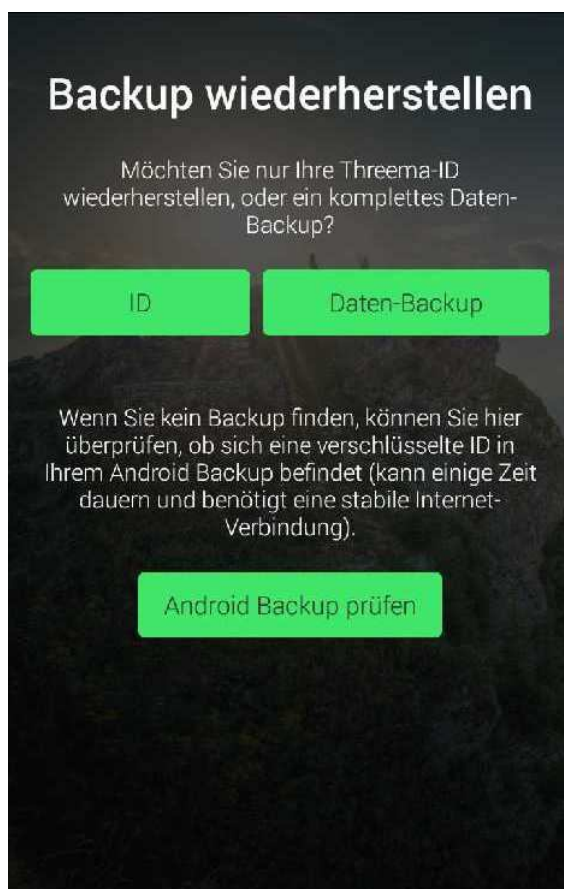 Backup wiederherstellen
Möchten Sie nur Ihre Threema-ID
wiederherstellen, oder ein komplettes Daten-
Backup?
ID
Daten-Backup
Wenn Sie kein Backup finden, können Sie hier
überprüfen, ob sich eine verschlüsselte ID in
Ihrem Android Backup befindet (kann einige Zeit
dauern und benötigt eine stabile Internet-
Verbindung).
Android Backup prüfen